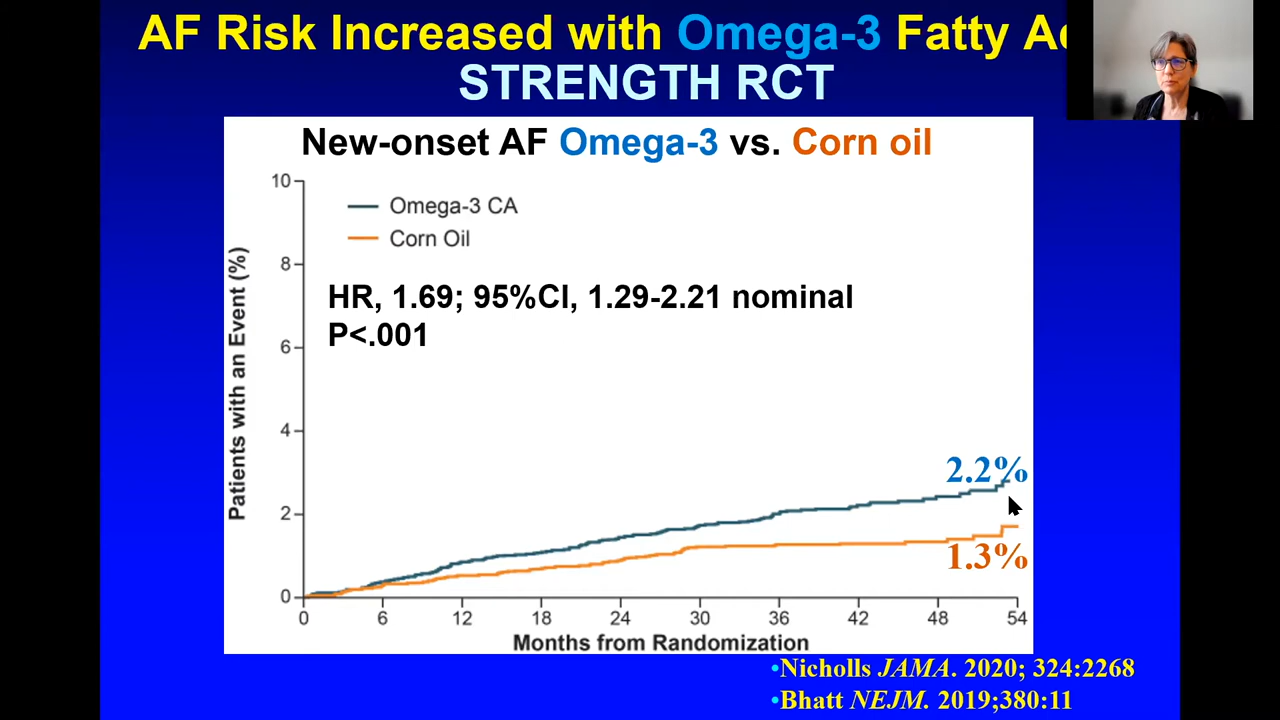 AF Risk Increased with Omega-3 Fatty
STRENGTH RCT
New-onset AF Omega-3 vs. Corn oil
10
Omega-3 CA
Corn Oil
8
HR, 1.69; 95%CI, 1.29-2.21 nominal
P<.001
6
4
2
0
Patients with an Event (%)
2.2%
1.3%
0 6 12 18 24 30 36 42 48 54
Months from Randomization
•Nicholls JAMA. 2020; 324:2268
•Bhatt NEJM. 2019;380:11